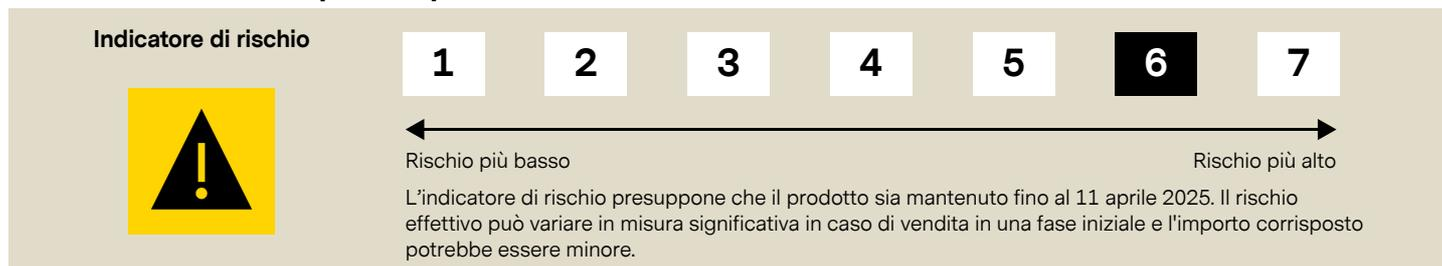 Indicatore di rischio
1 2 3 4 5 6 7
Rischio più basso Rischio più alto
L’indicatore di rischio presuppone che il prodotto sia mantenuto fino al 11 aprile 2025. Il rischio
effettivo può variare in misura significativa in caso di vendita in una fase iniziale e l'importo corrisposto
potrebbe essere minore.